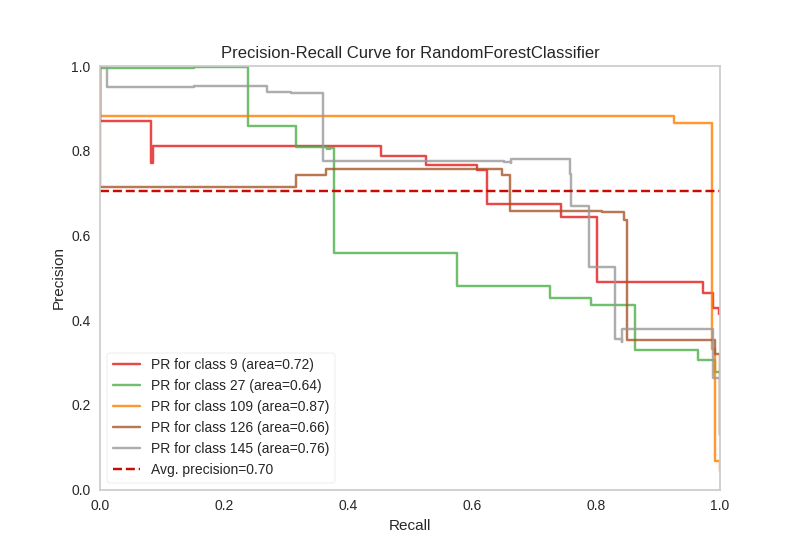 Precision-Recall Curve for RandomForestClassifier
1.0
0.8
0.6
0.4
0.2
0.0
Precision
PR for class 9 (area=0.72)
PR for class 27 (area=0.64)
PR for class 109 (area=0.87)
PR for class 126 (area=0.66)
PR for class 145 (area=0.76)
Avg. precision=0.70
0.0 0.2 0.4 0.6 0.8 1.0
Recall